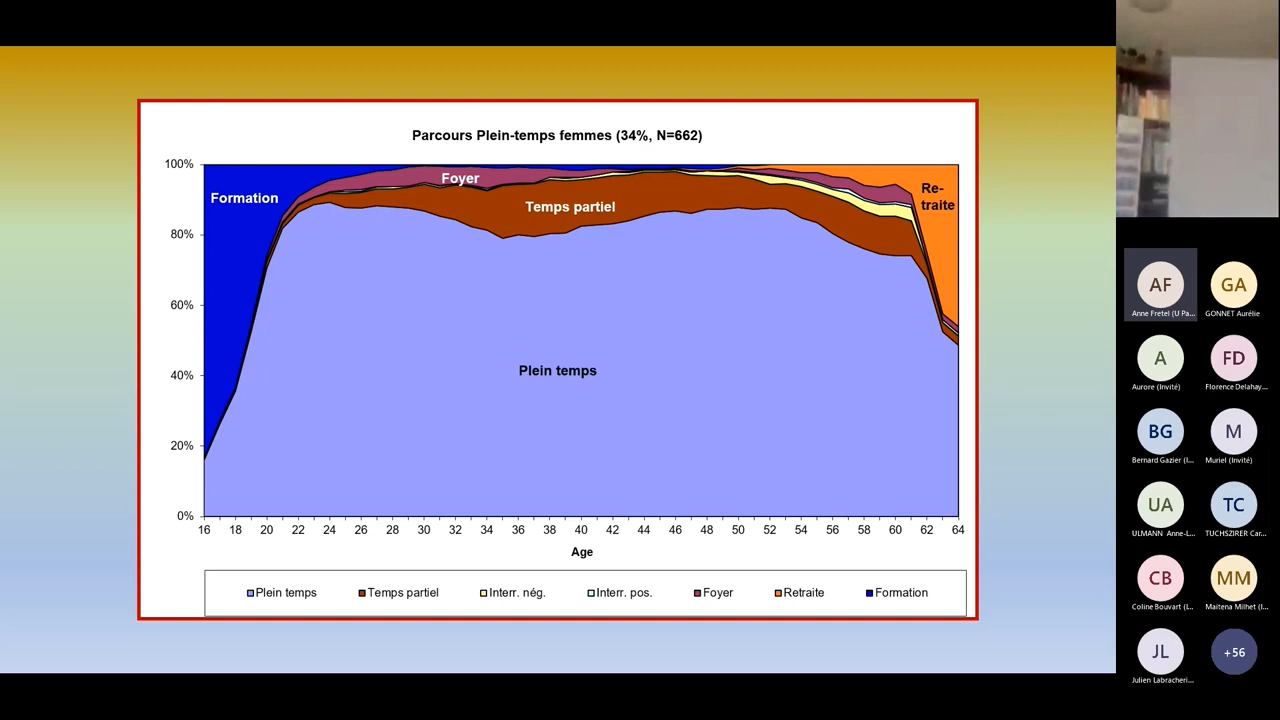 Parcours Plein-temps femmes (34%, N=662)
100%
80%
60%
40%
20%
0%
Formation
Foyer
Temps partiel
Re-
traite
Plein temps
16 18 20 22 24 26 28 30 32 34 36 38 40 42 44 46 48 50 52 54 56 58 60 62 64
Age
Plein temps Temps partiel Interr. nég. Interr. pos. Foyer Retraite Formation
AF GA
Anne Fretel (U Pa... GONNET Aurélie
A FD
Aurore (Invité) Florence Delahay...
BG M
Bernard Gazier (I... Muriel (Invité)
UA TC
ULMANN Anne-L... TUCHSZIRER Car...
CB MM
Coline Bouvart (I... Maitena Milhet (I...
JL +56
Julien Labracheri...